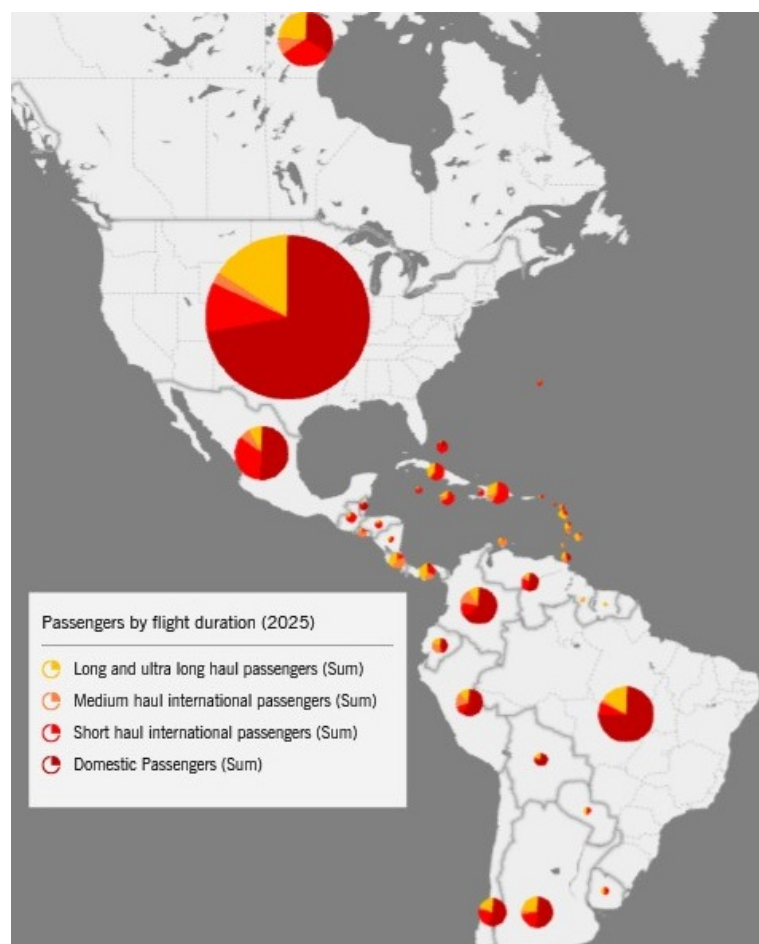 Passengers by flight duration (2025)
Long and ultra long haul passengers (Sum)
Medium haul international passengers (Sum)
Short haul international passengers (Sum)
Domestic Passengers (Sum)